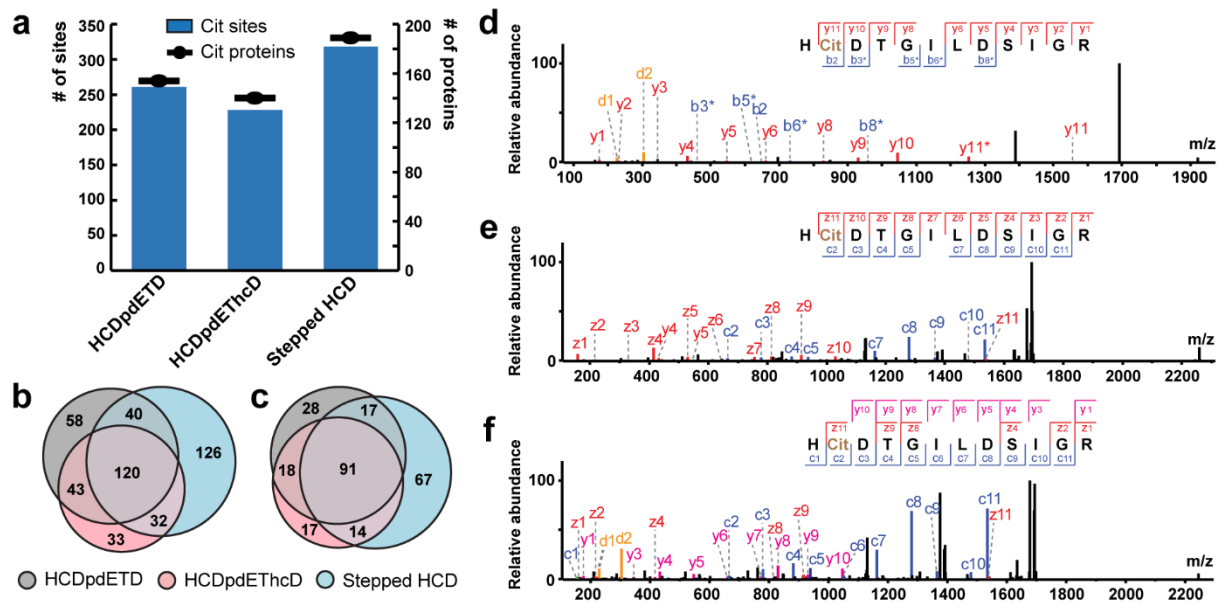 a
# of sites
350
300
250
200
150
100
50
0
Cit sites
Cit proteins
200
160
120
80
40
0
# of proteins
HCDpdETD
HCDpdEThcD
Stepped HCD
b
58
40
126
120
43
32
33
c
28
17
67
91
18
14
17
HCDpdETD
HCDpdEThcD
Stepped HCD
d
y11 y10 y9 y8 y6 y5 y4 y3 y2 y1
H Cit D T G I L D S I G R
b2 b3* b5* b6* b8*
Relative abundance
100
0
d1
d2
y1
y2
y3
y4
b3*
y5
b5*
b2
y6
b6*
y8
b8*
y9
y10
y11*
y11
m/z
100 300 500 700 900 1100 1300 1500 1700 1900
e
z11 z10 z9 z8 z7 z6 z5 z4 z3 z2 z1
H Cit D T G I L D S I G R
c2 c3 c4 c5 c7 c8 c9 c10 c11
Relative abundance
100
0
z1
z2
z3
z4
y4
z5
y5
z6
c2
z7
c3
z8
c4
z9
c5
z10
c7
c8
c9
c10
c11
z11
m/z
200 400 600 800 1000 1200 1400 1600 1800 2000 2200
f
y10 y9 y8 y7 y6 y5 y4 y3 y1
z11 z9 z8 z4 z2 z1
H Cit D T G I L D S I G R
c1 c2 c3 c4 c5 c6 c7 c8 c9 c10 c11
Relative abundance
100
0
c1
z1
y1
z2
d1
d2
y3
z4
y4
y5
y6
c2
y7
c3
z8
y8
c4
z9
y9
c5
y10
c6
c7
c8
c9
c10
c11
z11
m/z
200 400 600 800 1000 1200 1400 1600 1800 2000 2200